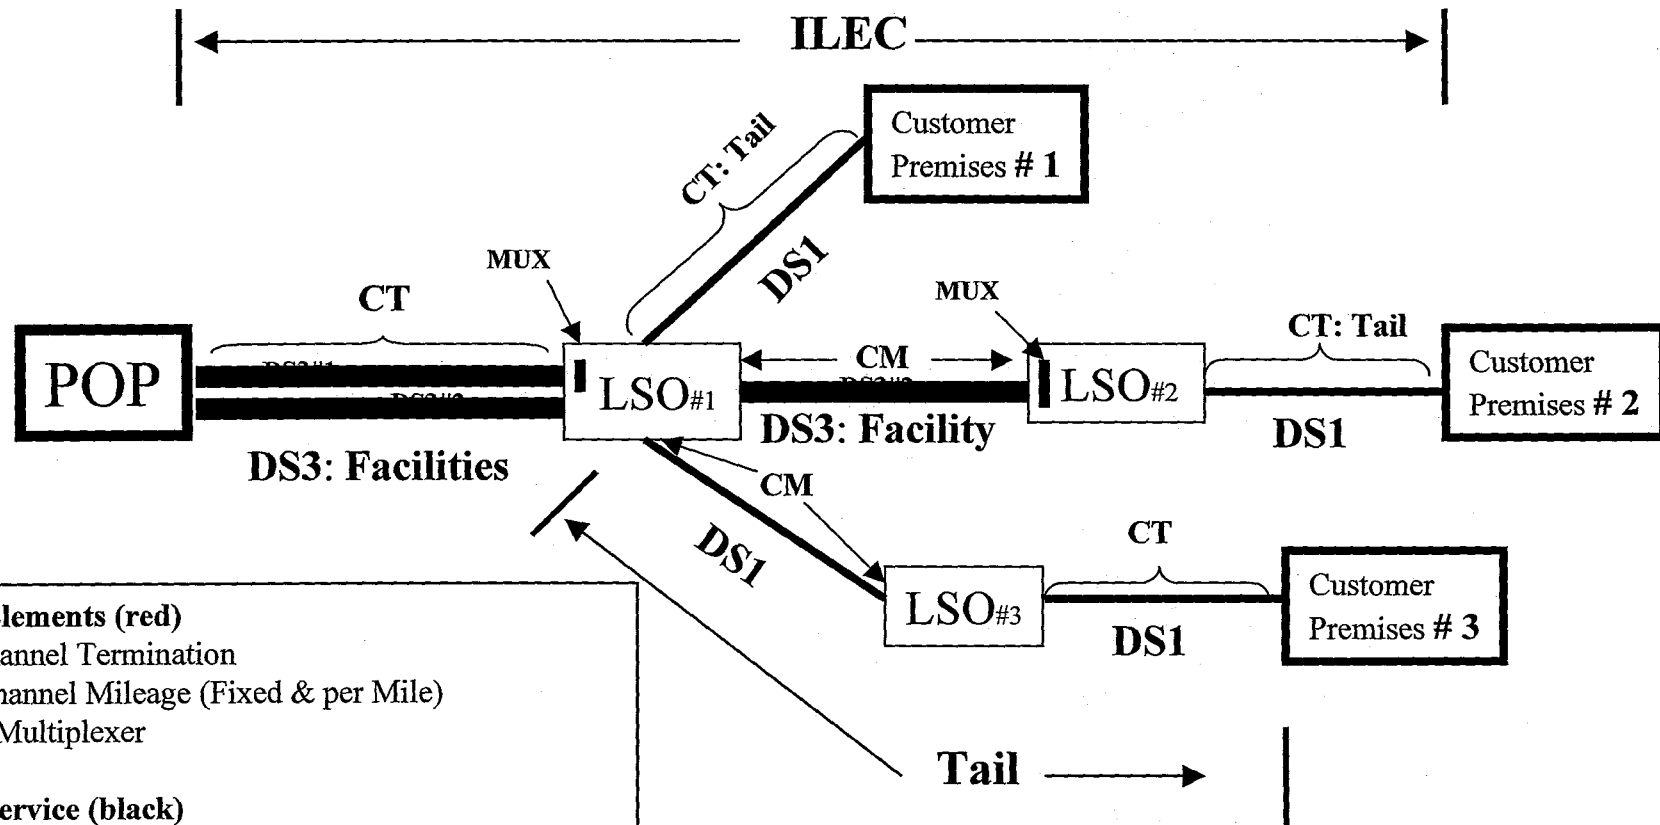 ILEC
Customer
Premises # 1
CT: Tail
DS1
MUX
CT
MUX
CT: Tail
POP
LSO#1
CM
LSO#2
Customer
Premises # 2
DS3: Facility
DS1
DS3: Facilities
CM
DS1
CT
LSO#3
Customer
Premises # 3
DS1
Tail
lements (red)
annel Termination
hannel Mileage (Fixed & per Mile)
Multiplexer
ervice (black)